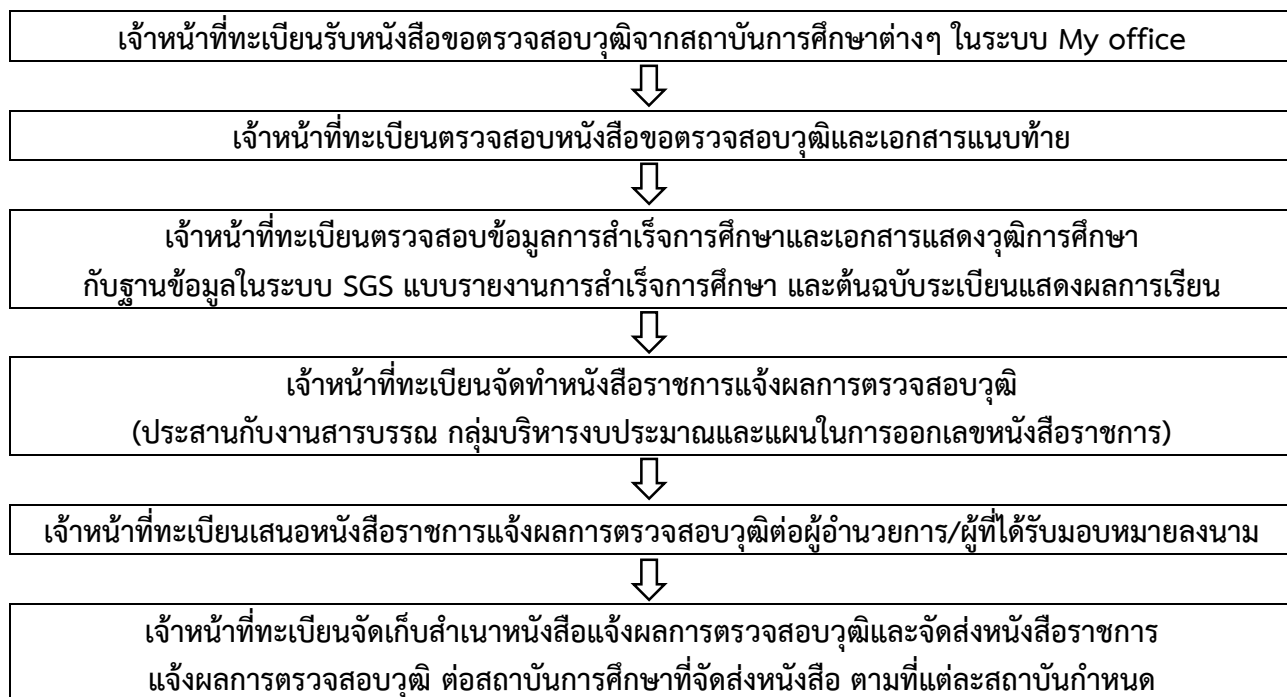 เจ้าหน้าที่ทะเบียนรับหนังสือขอตรวจสอบวุฒิจากสถาบันการศึกษาต่างๆ ในระบบ My office
เจ้าหน้าที่ทะเบียนตรวจสอบหนังสือขอตรวจสอบวุฒิและเอกสารแนบท้าย
เจ้าหน้าที่ทะเบียนตรวจสอบข้อมูลการสำเร็จการศึกษาและเอกสารแสดงวุฒิการศึกษา
กับฐานข้อมูลในระบบ SGS แบบรายงานการสำเร็จการศึกษา และต้นฉบับระเบียนแสดงผลการเรียน
เจ้าหน้าที่ทะเบียนจัดทำหนังสือราชการแจ้งผลการตรวจสอบวุฒิ
(ประสานกับงานสารบรรณ กลุ่มบริหารงบประมาณและแผนในการออกเลขหนังสือราชการ)
เจ้าหน้าที่ทะเบียนเสนอหนังสือราชการแจ้งผลการตรวจสอบวุฒิต่อผู้อำนวยการ/ผู้ที่ได้รับมอบหมายลงนาม
เจ้าหน้าที่ทะเบียนจัดเก็บสำเนาหนังสือแจ้งผลการตรวจสอบวุฒิและจัดส่งหนังสือราชการ
แจ้งผลการตรวจสอบวุฒิ ต่อสถาบันการศึกษาที่จัดส่งหนังสือ ตามที่แต่ละสถาบันกำหนด